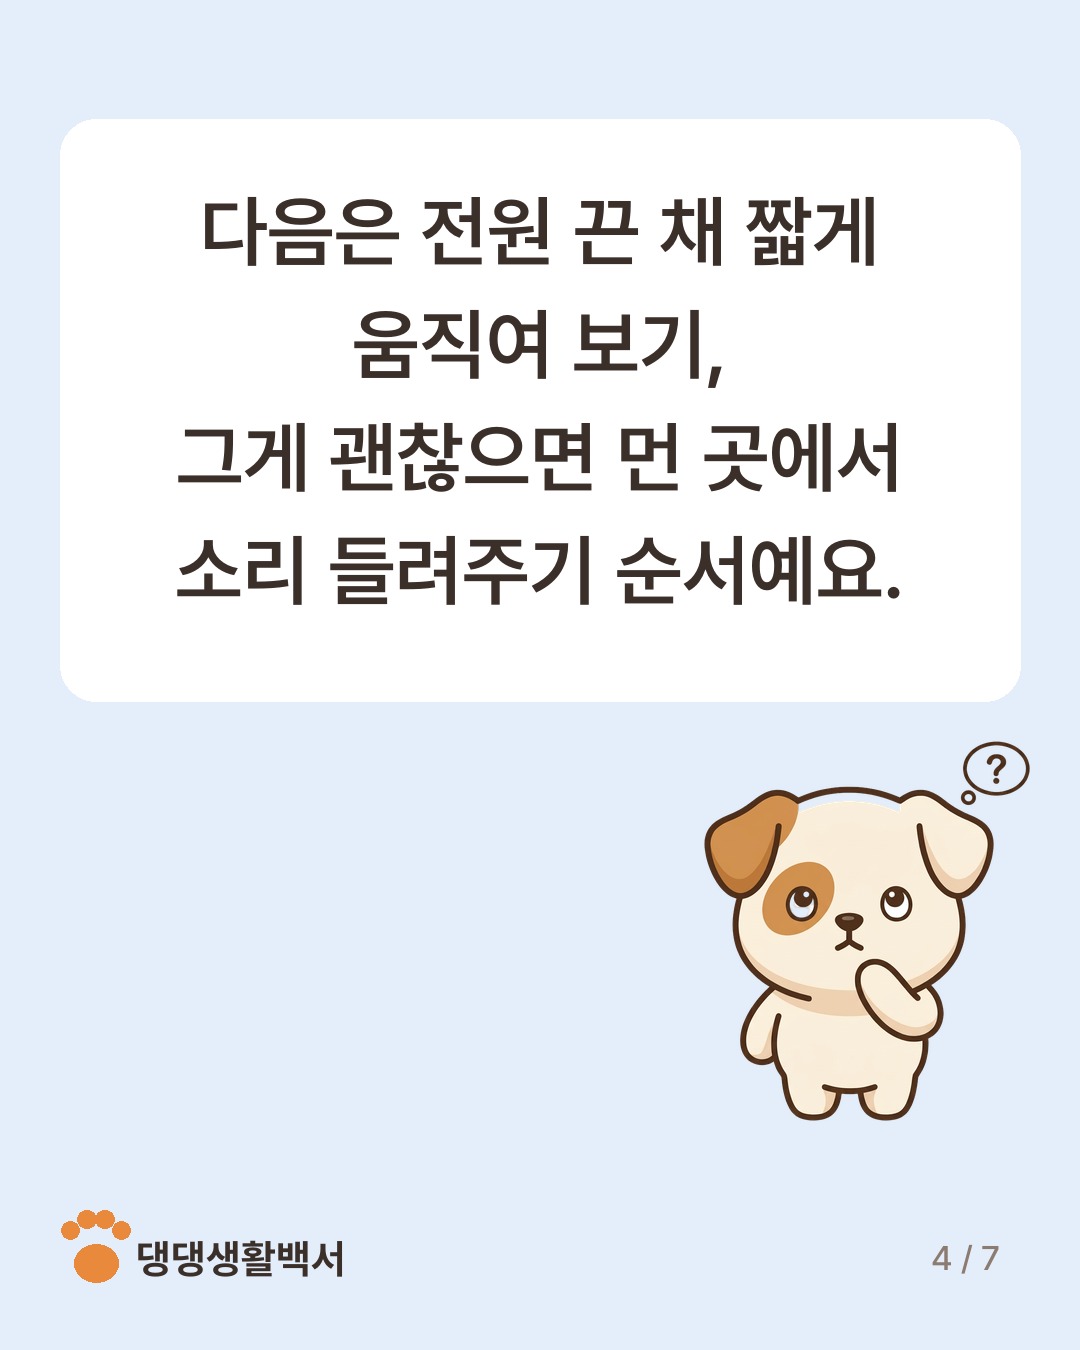 다음은 전원 끈 채 짧게
움직여 보기,
그게 괜찮으면 먼 곳에서
소리 들려주기 순서예요.
?
댕댕생활백서
4 / 7